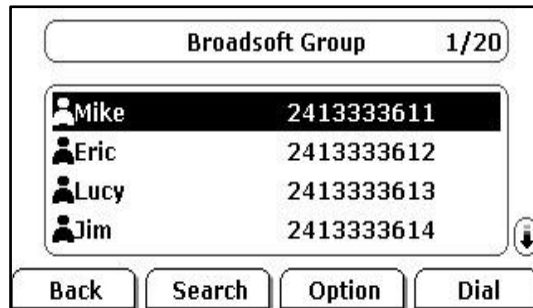 Broadsoft Group 1/20
Mike 2413333611
Eric 2413333612
Lucy 2413333613
Jim 2413333614
Back Search Option Dial